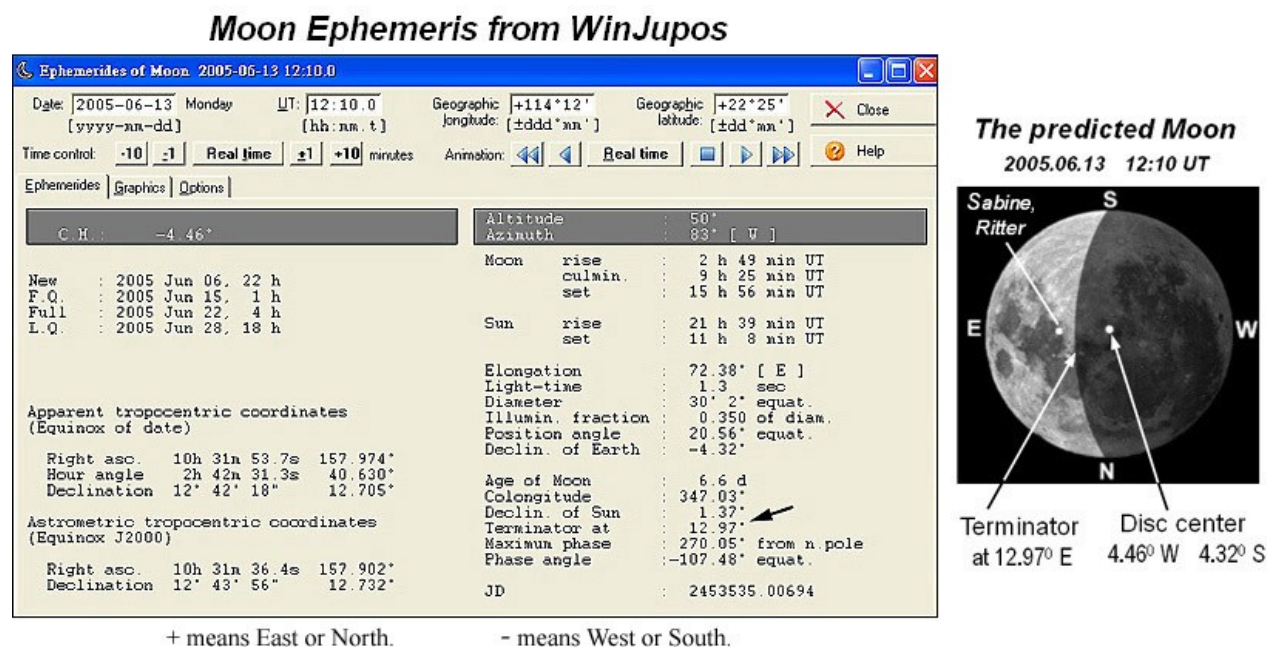 Moon Ephemeris from WinJupos
Ephemerides of Moon 2005-06-13 12:10.0
Date: 2005-06-13 Monday UT: 12:10.0 Geographic longitude: +114°12' Geographic latitude: +22°25' Close
[yyyy-mm-dd] [hh:mm.t] [±ddd°mm'] [±dd°mm']
Time control: -10 -1 Real time +1 +10 minutes Animation: Real time Help
Ephemerides Graphics Options
C.M.: -4.46°
New : 2005 Jun 06, 22 h
F.Q. : 2005 Jun 15, 1 h
Full : 2005 Jun 22, 4 h
L.Q. : 2005 Jun 28, 18 h
Apparent tropocentric coordinates
(Equinox of date)
Right asc. 10h 31m 53.7s 157.974°
Hour angle 2h 42m 31.3s 40.630°
Declination 12° 42' 18" 12.705°
Astrometric tropocentric coordinates
(Equinox J2000)
Right asc. 10h 31m 36.4s 157.902°
Declination 12° 43' 56" 12.732°
Altitude : 50°
Azimuth : 83° [ W ]
Moon rise : 2 h 49 min UT
culmin. : 9 h 25 min UT
set : 15 h 56 min UT
Sun rise : 21 h 39 min UT
set : 11 h 8 min UT
Elongation : 72.38° [ E ]
Light-time : 1.3 sec
Diameter : 30' 2" equat.
Illumin. fraction : 0.350 of diam.
Position angle : 20.56° equat.
Declin. of Earth : -4.32°
Age of Moon : 6.6 d
Colongitude : 347.03°
Declin. of Sun : 1.37°
Terminator at : 12.97°
Maximum phase : 270.05° from n.pole
Phase angle :-107.48° equat.
JD : 2453535.00694
+ means East or North. - means West or South.
The predicted Moon
2005.06.13 12:10 UT
Sabine,
Ritter
S
E
W
N
Terminator
at 12.97⁰ E
Disc center
4.46⁰ W 4.32⁰ S